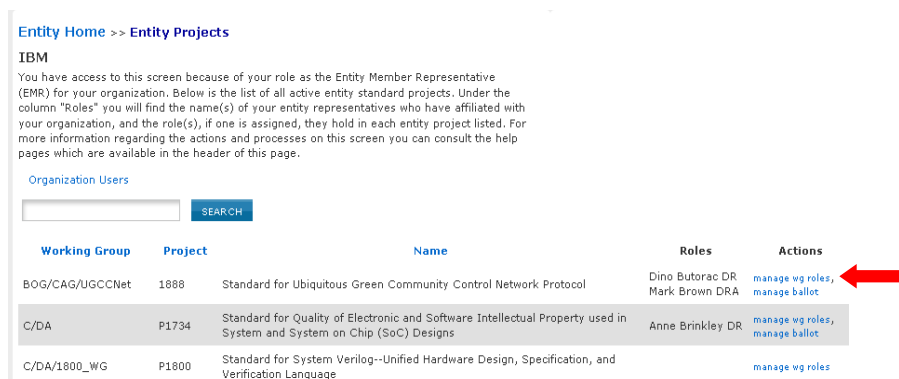 Entity Home >> Entity Projects
IBM
You have access to this screen because of your role as the Entity Member Representative
(EMR) for your organization. Below is the list of all active entity standard projects. Under the
column "Roles" you will find the name(s) of your entity representatives who have affiliated with
your organization, and the role(s), if one is assigned, they hold in each entity project listed. For
more information regarding the actions and processes on this screen you can consult the help
pages which are available in the header of this page.
Organization Users
SEARCH
Working Group Project Name Roles Actions
BOG/CAG/UGCCNet 1888 Standard for Ubiquitous Green Community Control Network Protocol Dino Butorac DR manage wg roles,
Mark Brown DRA manage ballot
C/DA P1734 Standard for Quality of Electronic and Software Intellectual Property used in Anne Brinkley DR manage wg roles,
System and System on Chip (SoC) Designs manage ballot
C/DA/1800_WG P1800 Standard for System Verilog--Unified Hardware Design, Specification, and manage wg roles
Verification Language